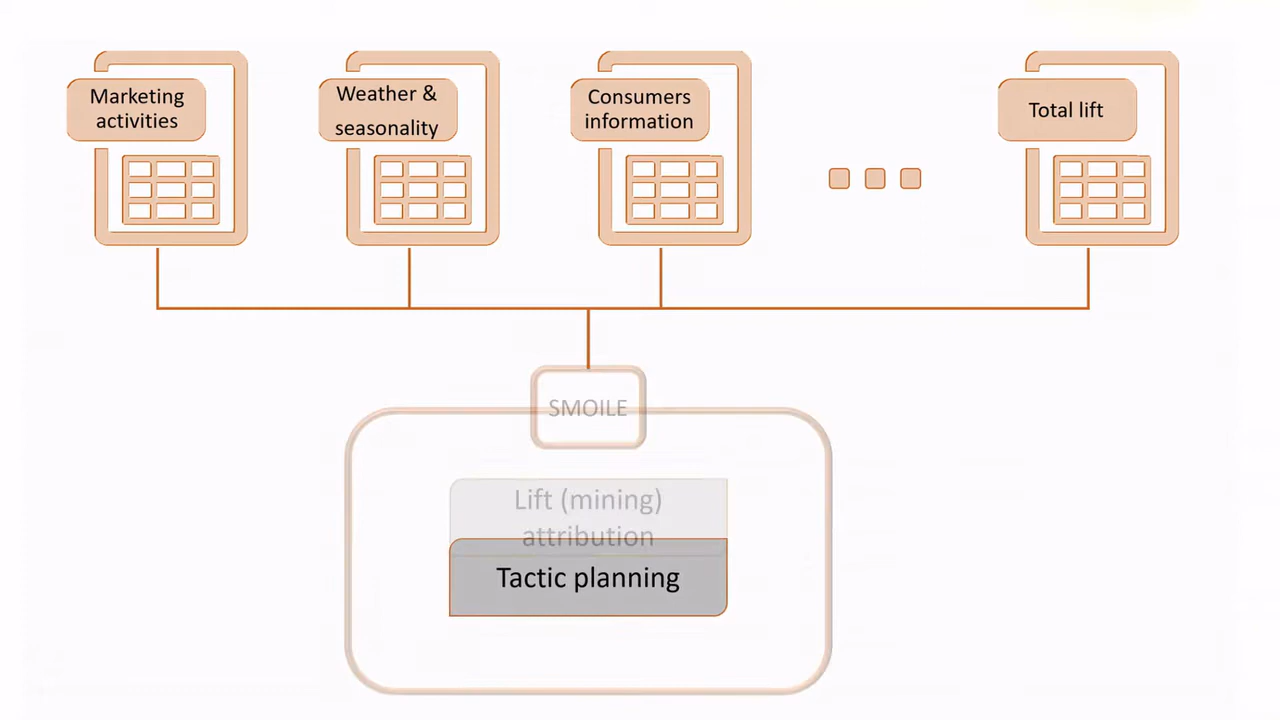 Marketing
activities
Weather &
seasonality
Consumers
information
Total lift
SMOILE
Lift (mining)
attribution
Tactic planning